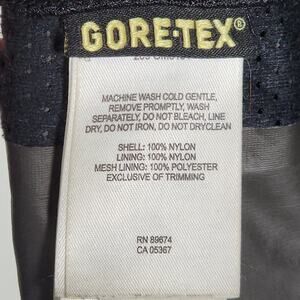 GORE-TEX®
MACHINE WASH COLD GENTLE,
REMOVE PROMPTLY, WASH
SEPARATELY, DO NOT BLEACH, LINE
DRY, DO NOT IRON, DO NOT DRYCLEAN
SHELL: 100% NYLON
LINING: 100% NYLON
MESH LINING: 100% POLYESTER
EXCLUSIVE OF TRIMMING
RN 89674
CA 05367